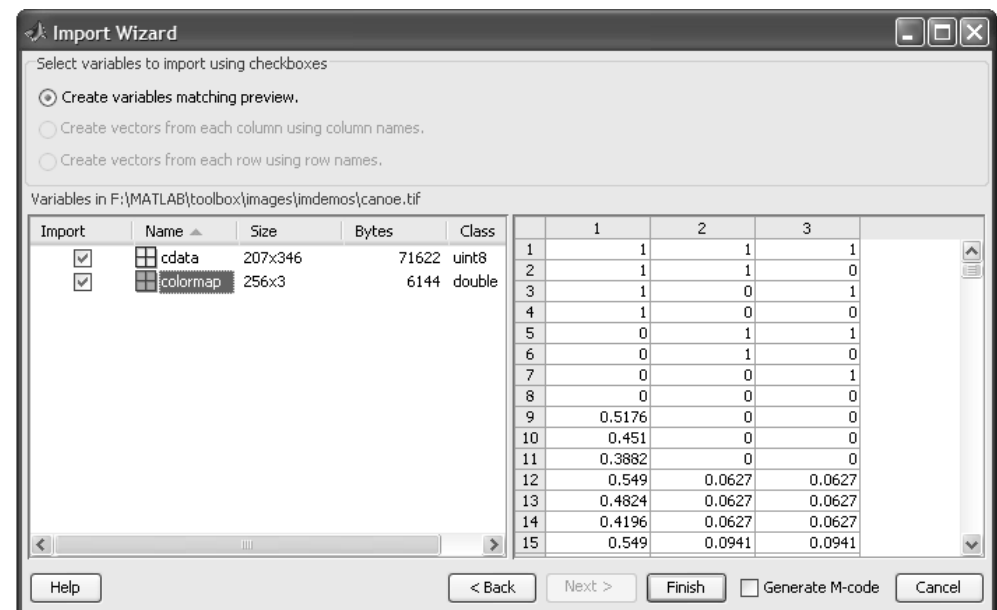 Import Wizard
Select variables to import using checkboxes
Create variables matching preview.
Create vectors from each column using column names.
Create vectors from each row using row names.
Variables in F:\MATLAB\toolbox\images\imdemos\canoe.tif
Import Name Size Bytes Class
cdata 207x346 71622 uint8
colormap 256x3 6144 double
1 2 3
1 1 1 1
2 1 1 0
3 1 0 1
4 1 0 0
5 0 1 1
6 0 1 0
7 0 0 1
8 0 0 0
9 0.5176 0 0
10 0.451 0 0
11 0.3882 0 0
12 0.549 0.0627 0.0627
13 0.4824 0.0627 0.0627
14 0.4196 0.0627 0.0627
15 0.549 0.0941 0.0941
Help < Back Next > Finish Generate M-code Cancel